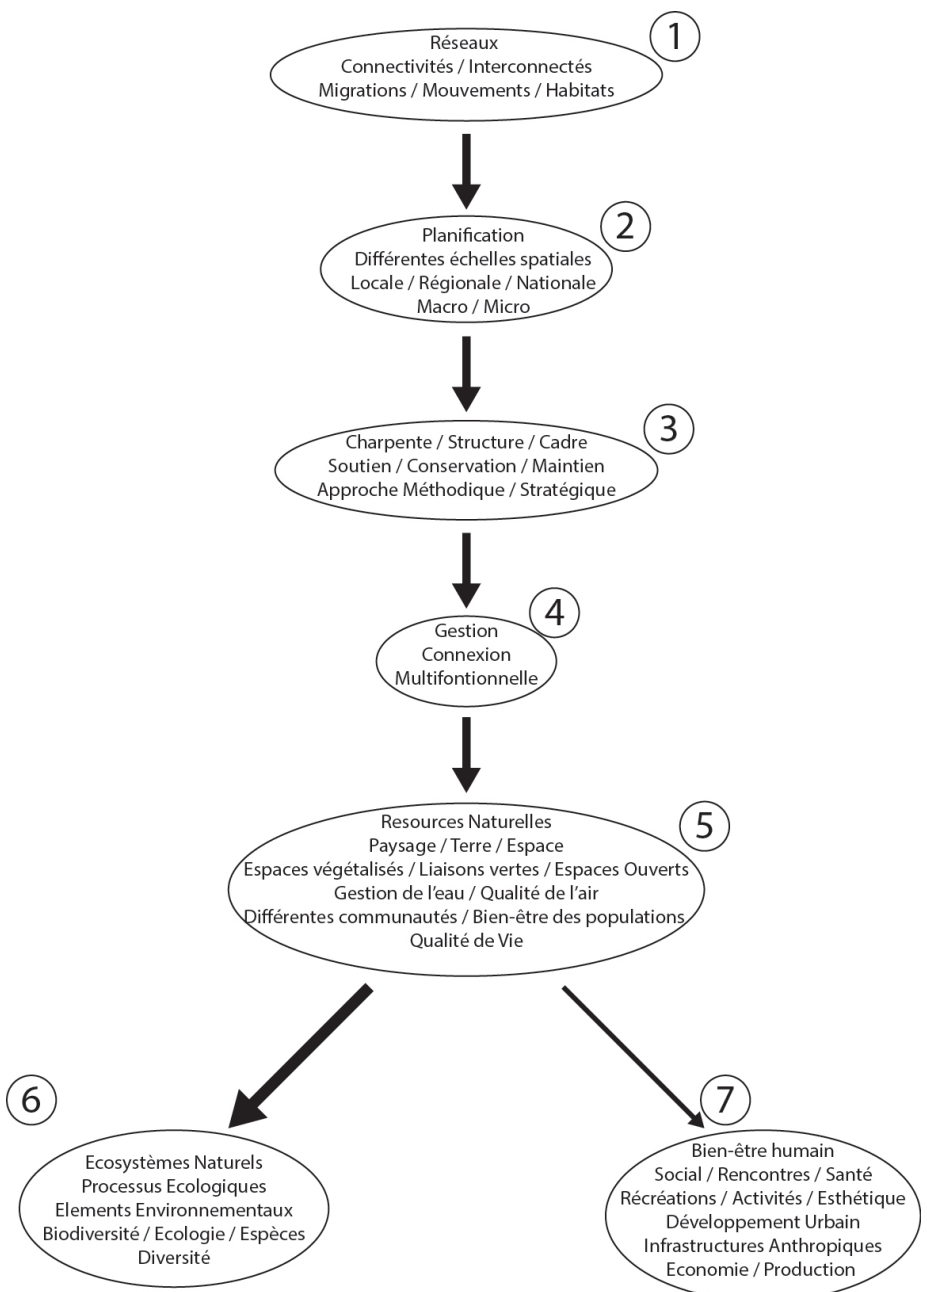 1
Réseaux
Connectivités / Interconnectés
Migrations / Mouvements / Habitats
2
Planification
Différentes échelles spatiales
Locale / Régionale / Nationale
Macro / Micro
3
Charpente / Structure / Cadre
Soutien / Conservation / Maintien
Approche Méthodique / Stratégique
4
Gestion
Connexion
Multifontionnelle
5
Resources Naturelles
Paysage / Terre / Espace
Espaces végétalisés / Liaisons vertes / Espaces Ouverts
Gestion de l'eau / Qualité de l'air
Différentes communautés / Bien-être des populations
Qualité de Vie
6
Ecosystèmes Naturels
Processus Ecologiques
Elements Environnementaux
Biodiversité / Ecologie / Espèces
Diversité
7
Bien-être humain
Social / Rencontres / Santé
Récréations / Activités / Esthétique
Développement Urbain
Infrastructures Anthropiques
Economie / Production